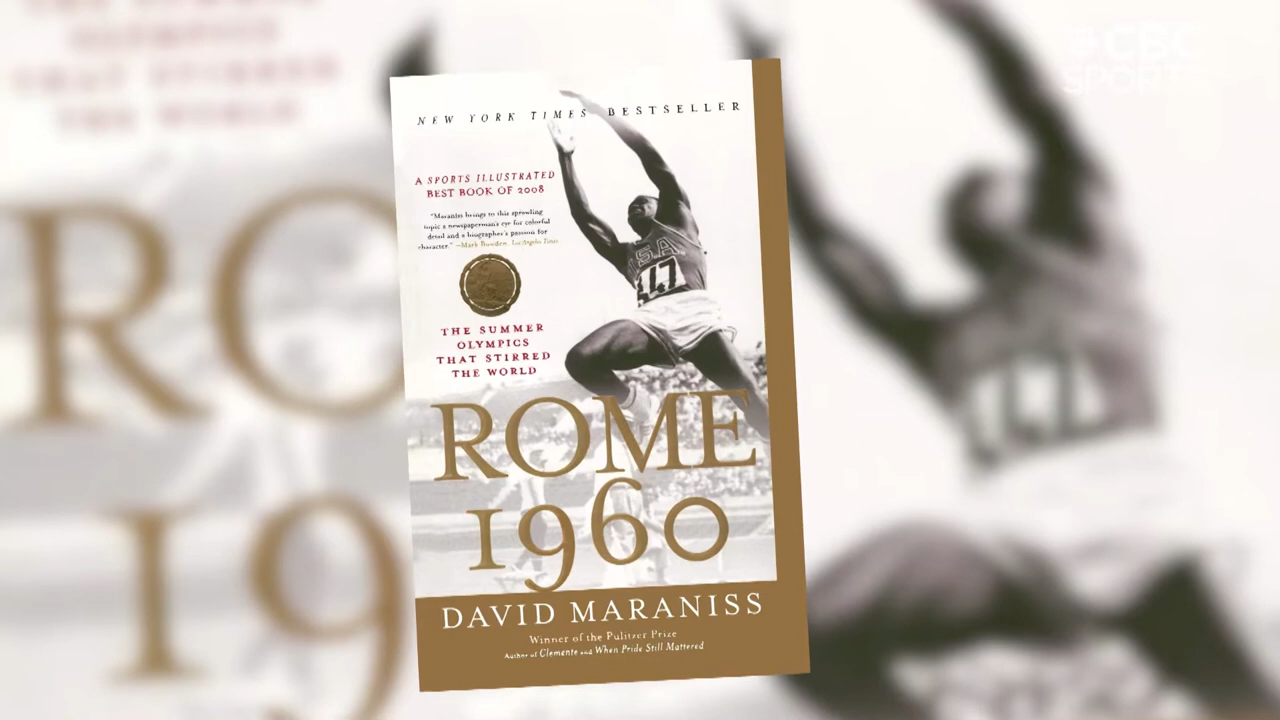 CBC
SPORTS
NEW YORK TIMES BESTSELLER
A SPORTS ILLUSTRATED
BEST BOOK OF 2008
"Maraniss brings to this sprawling
topic a newspaperman's eye for colorful
detail and a biographer's passion for
character." —Mark Bowden, Los Angeles Times
U.S.A.
417
THE SUMMER
OLYMPICS
THAT STIRRED
THE WORLD
ROME
1960
DAVID MARANISS
Winner of the Pulitzer Prize
Author of Clemente and When Pride Still Mattered